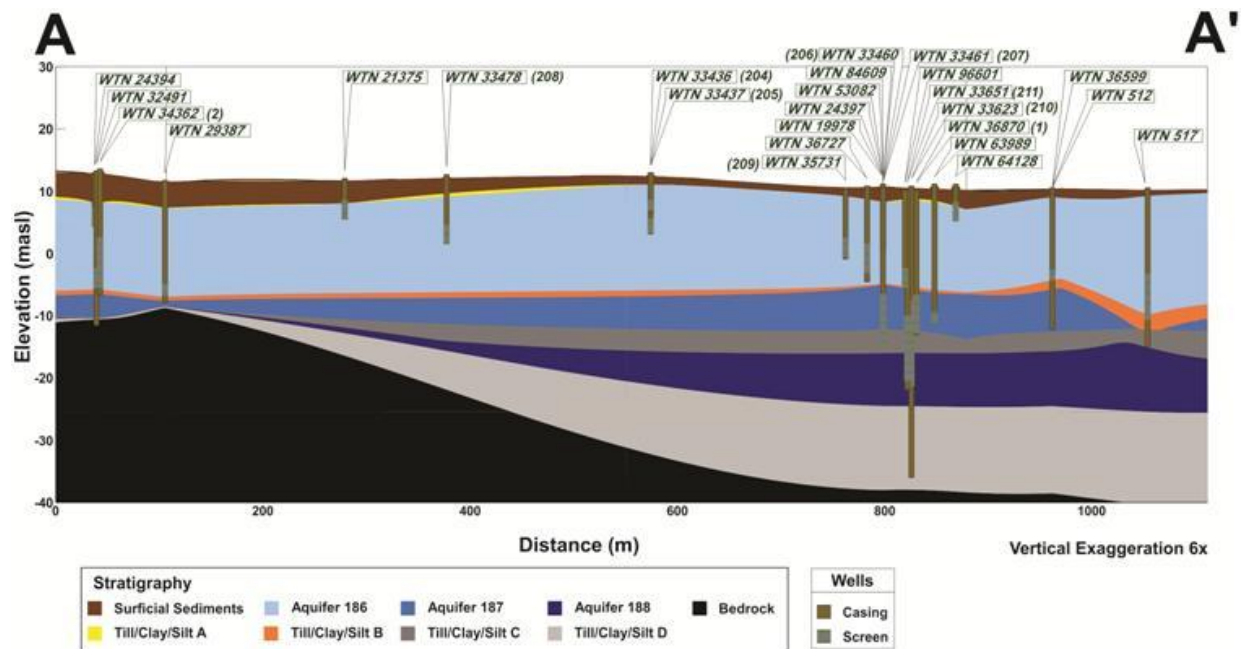 A
A'
WTN 24394
WTN 32491
WTN 34362 (2)
WTN 29387
WTN 21375
WTN 33478 (208)
WTN 33436 (204)
WTN 33437 (205)
(206) WTN 33460
WTN 84609
WTN 53082
WTN 24397
WTN 19978
WTN 36727
(209) WTN 35731
WTN 33461 (207)
WTN 96601
WTN 33651 (211)
WTN 33623 (210)
WTN 36870 (1)
WTN 63989
WTN 64128
WTN 36599
WTN 512
WTN 517
30
20
10
0
-10
-20
-30
-40
Elevation (masl)
0 200 400 600 800 1000
Distance (m)
Vertical Exaggeration 6x
Stratigraphy
Surficial Sediments Aquifer 186 Aquifer 187 Aquifer 188 Bedrock
Till/Clay/Silt A Till/Clay/Silt B Till/Clay/Silt C Till/Clay/Silt D
Wells
Casing
Screen